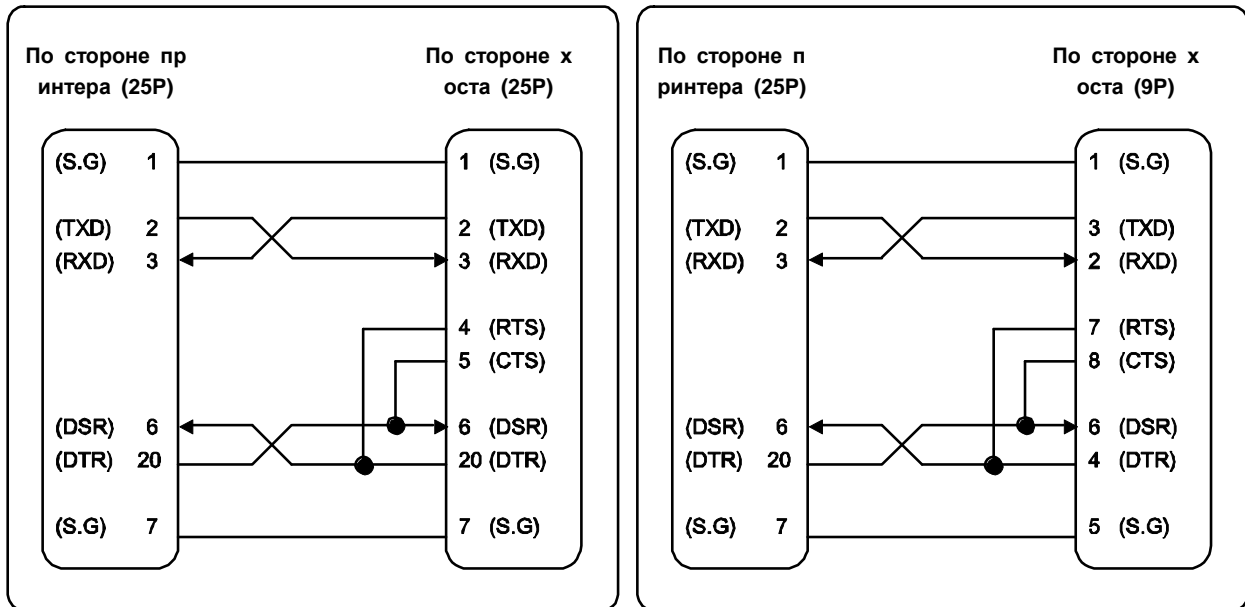 По стороне пр
интера (25P)
По стороне х
оста (25P)
(S.G) 1
1 (S.G)
(TXD) 2
2 (TXD)
(RXD) 3
3 (RXD)
4 (RTS)
5 (CTS)
(DSR) 6
6 (DSR)
(DTR) 20
20 (DTR)
(S.G) 7
7 (S.G)
По стороне п
ринтера (25P)
По стороне х
оста (9P)
(S.G) 1
1 (S.G)
(TXD) 2
3 (TXD)
(RXD) 3
2 (RXD)
7 (RTS)
8 (CTS)
(DSR) 6
6 (DSR)
(DTR) 20
4 (DTR)
(S.G) 7
5 (S.G)